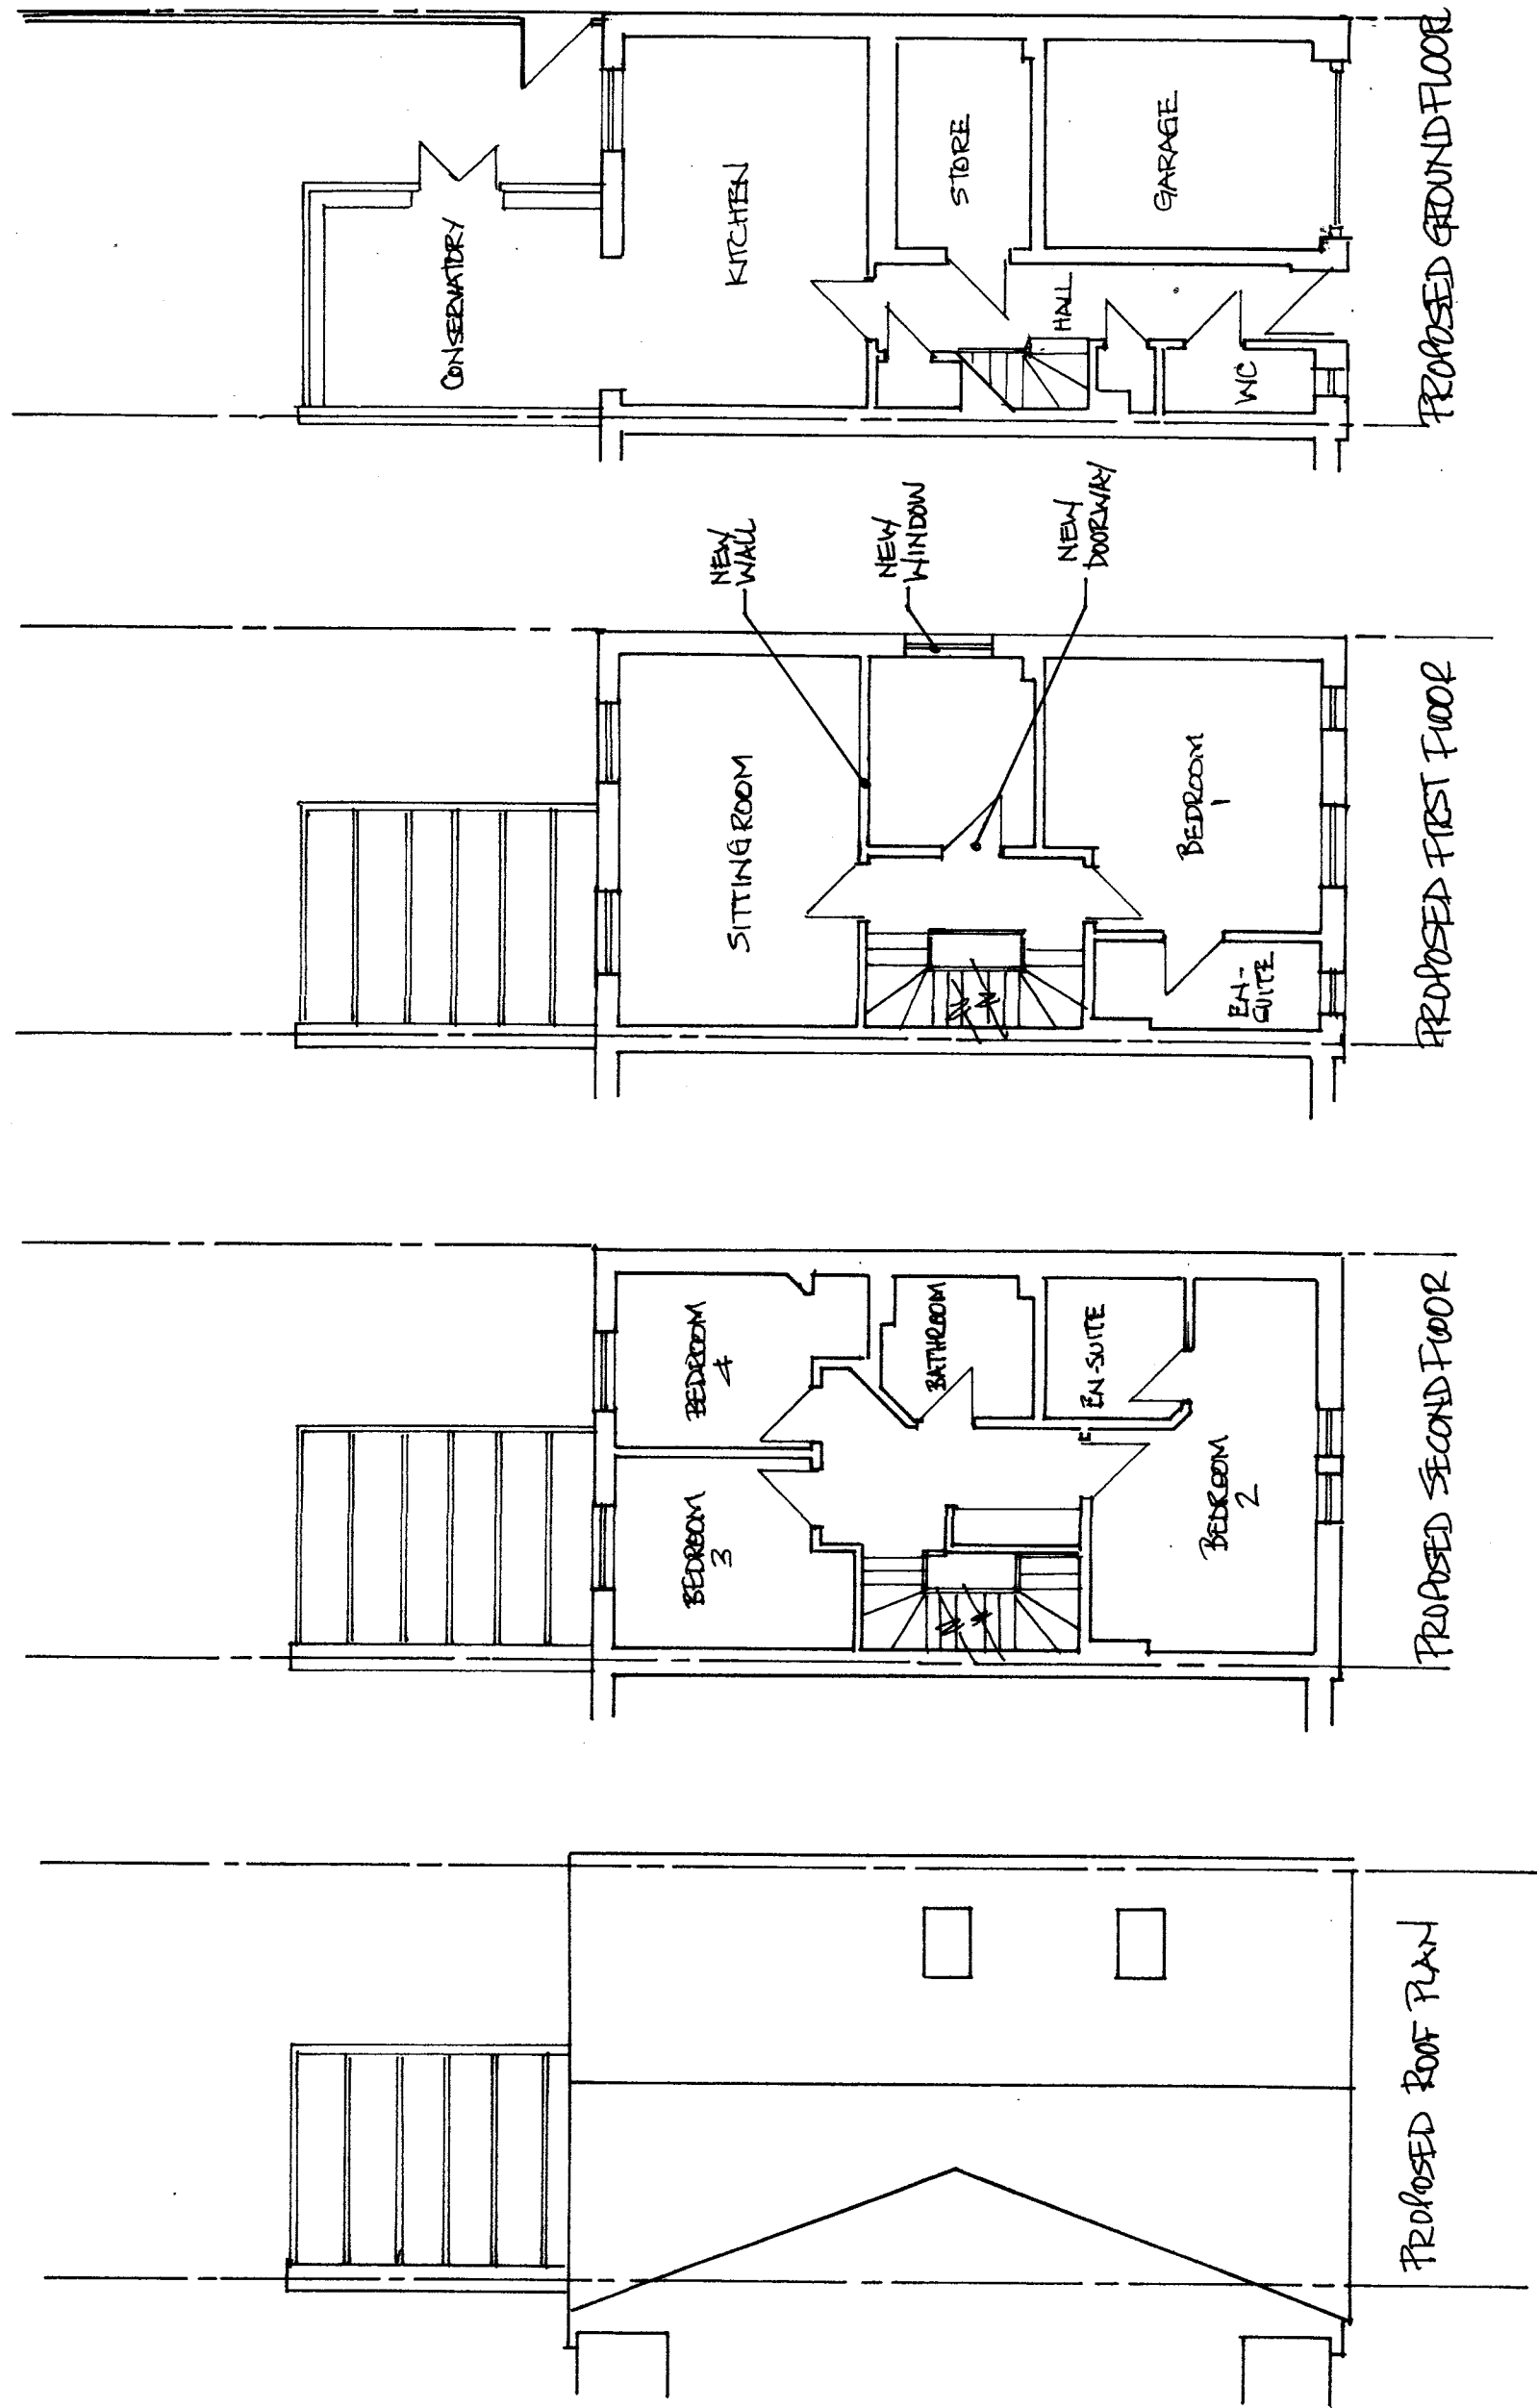 CONSERVATORY
KITCHEN
STORE
GARAGE
HALL
WC
PROPOSED GROUND FLOOR
NEW
WALL
NEW
WINDOW
NEW
DOORWAY
SITTING ROOM
BEDROOM
1
EN-
SUITE
PROPOSED FIRST FLOOR
BEDROOM
4
BATHROOM
EN-SUITE
BEDROOM
3
BEDROOM
2
PROPOSED SECOND FLOOR
PROPOSED ROOF PLAN